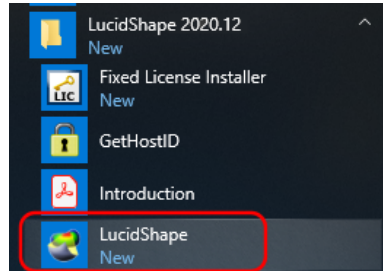 LucidShape 2020.12
New
Fixed License Installer
New
LIC
GetHostID
Introduction
LucidShape
New